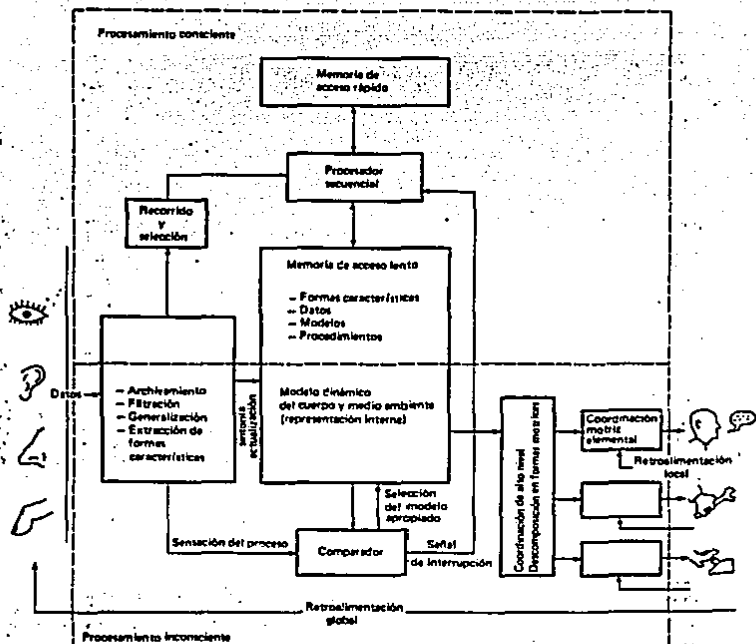 Procesamiento consciente
Memoria de
acceso rápido
Procesador
secuencial
Recorrido
y
selección
Memoria de acceso lento
– Formas características
– Datos
– Modelos
– Procedimientos
Datos
– Archivamiento
– Filtración
– Generalización
– Extracción de
formas
características
sintonía
actualización
Modelo dinámico
del cuerpo y medio ambiente
(representación interna)
Coordinación de alto nivel
Descomposición en formas motrices
Coordinación
motriz
elemental
Retroalimentación
local
Selección
del modelo
apropiado
Sensación del proceso
Comparador
Señal
de interrupción
Retroalimentación
global
Procesamiento inconsciente